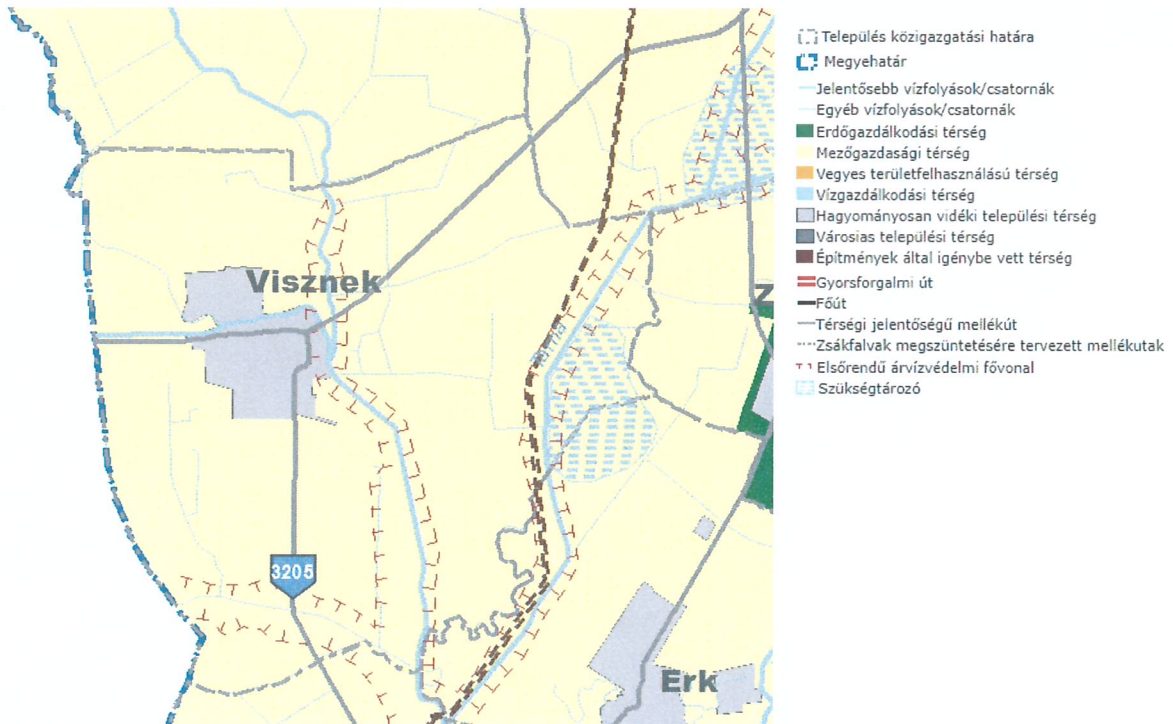 Visznek
3205
Tarna
Z
Erk
Település közigazgatási határa
Megyehatár
Jelentősebb vízfolyások/csatornák
Egyéb vízfolyások/csatornák
Erdőgazdálkodási térség
Mezőgazdasági térség
Vegyes területfelhasználású térség
Vízgazdálkodási térség
Hagyományosan vidéki települési térség
Városias települési térség
Építmények által igénybe vett térség
Gyorsforgalmi út
Főút
Térségi jelentőségű mellékút
Zsákfalvak megszüntetésére tervezett mellékutak
Elsőrendű árvízvédelmi fővonal
Szükségtározó